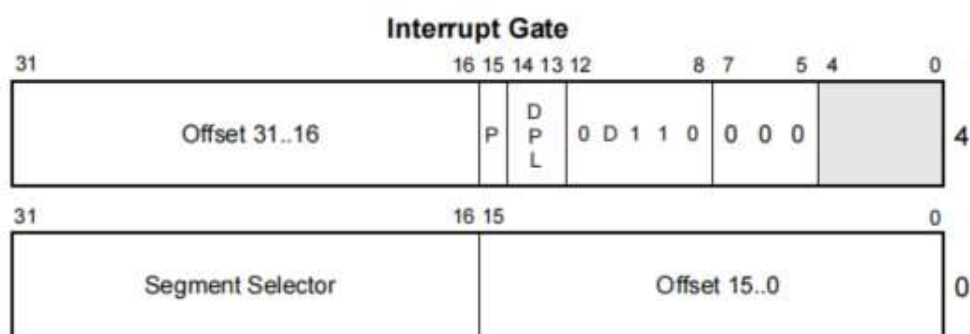 Interrupt Gate
31 16 15 14 13 12 8 7 5 4 0
Offset 31..16 P DPL 0 D 1 1 0 0 0 0 4
31 16 15 0
Segment Selector Offset 15..0 0